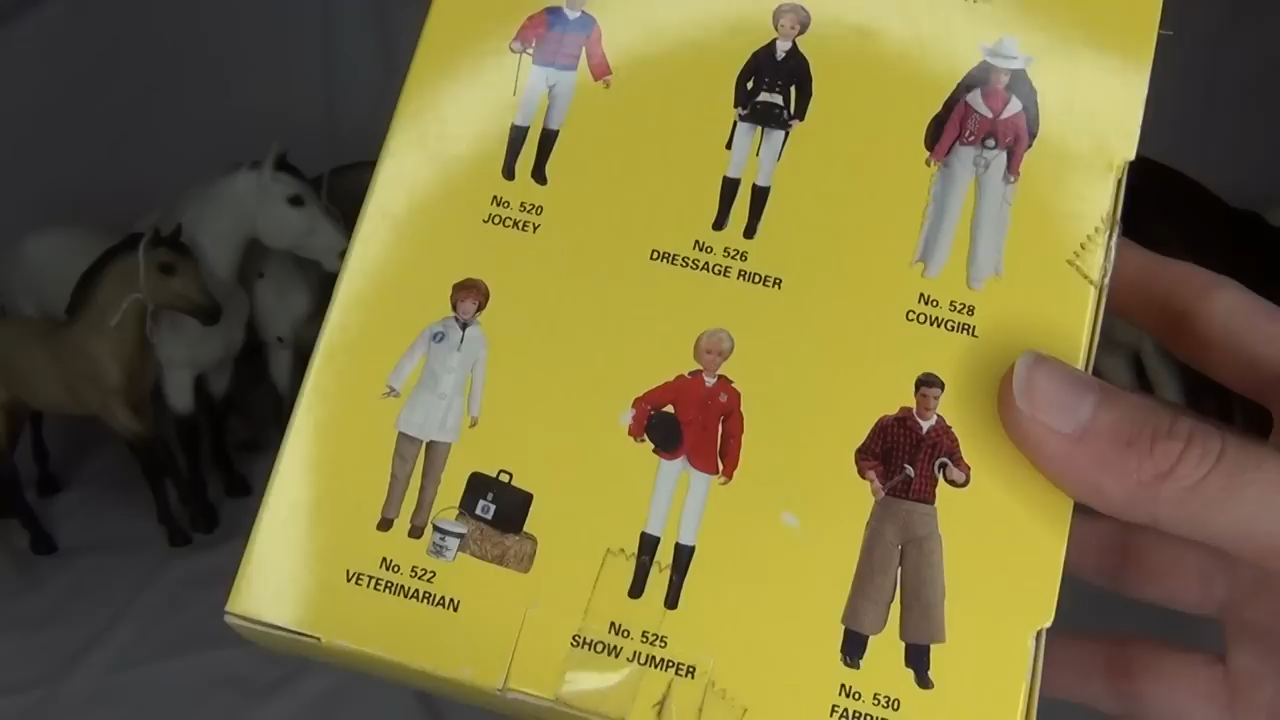 No. 520
JOCKEY
No. 526
DRESSAGE RIDER
No. 528
COWGIRL
No. 522
VETERINARIAN
No. 525
SHOW JUMPER
No. 530